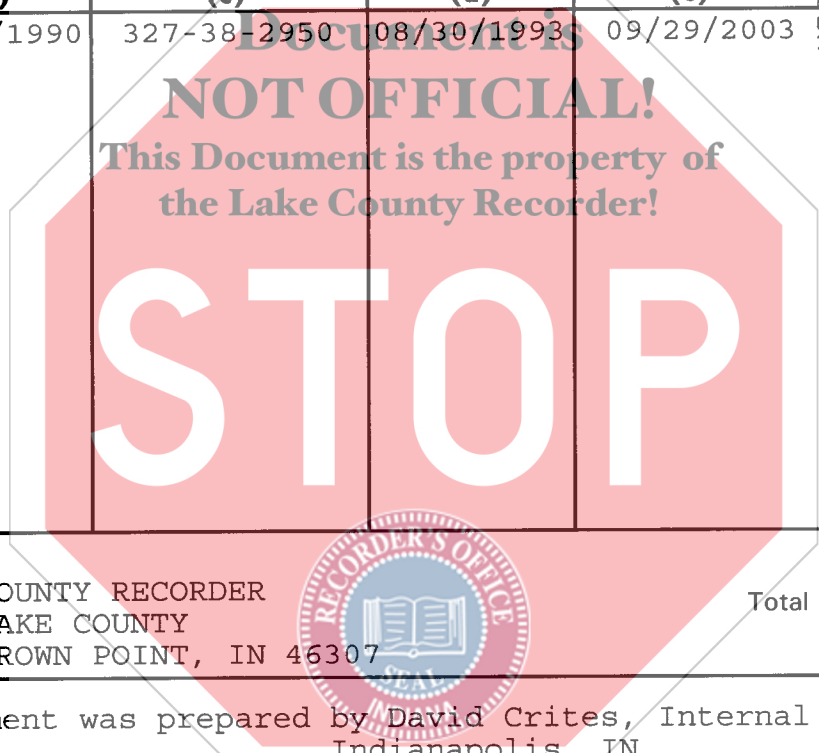 /1990 327-38-2950 08/30/1993 09/29/2003
Document is
NOT OFFICIAL!
This Document is the property of
the Lake County Recorder!
STOP
OUNTY RECORDER
AKE COUNTY
ROWN POINT, IN 46307
Total
RECORDER'S OFFICE
SEAL
INDIANA
ent was prepared by David Crites, Internal
Indianapolis, IN